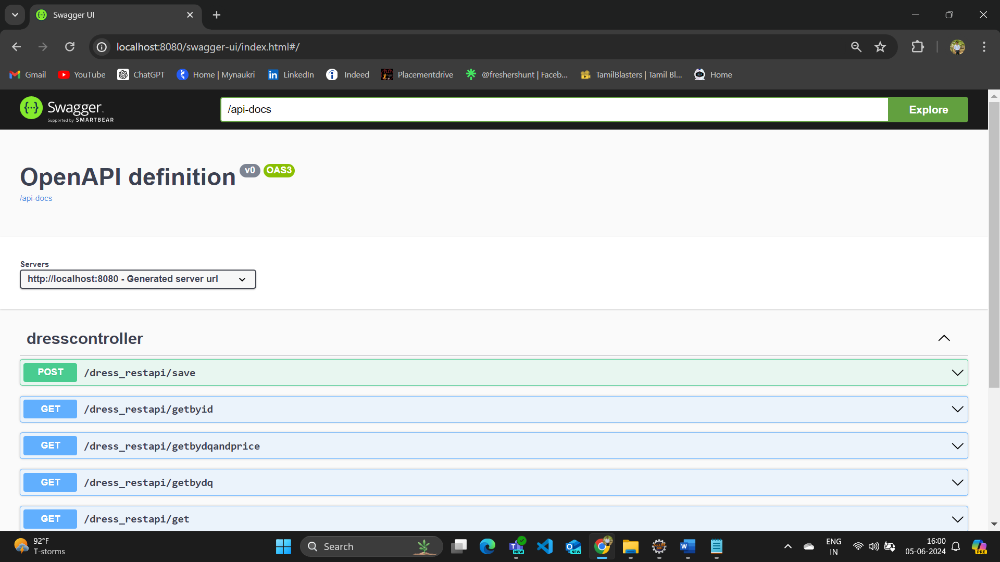 Swagger UI
localhost:8080/swagger-ui/index.html#/
Gmail YouTube ChatGPT Home | Mynaukri LinkedIn Indeed Placementdrive @freshershunt | Faceb... TamilBlasters | Tamil Bl... Home
Swagger
Supported by SMARTBEAR
/api-docs
Explore
OpenAPI definition v0 OAS3
/api-docs
Servers
http://localhost:8080 - Generated server url
dresscontroller
POST /dress_restapi/save
GET /dress_restapi/getbyid
GET /dress_restapi/getbydqandprice
GET /dress_restapi/getbydq
GET /dress_restapi/get
92°F
T-storms
Search
NEW
NEW
ENG
IN
16:00
05-06-2024
PRE